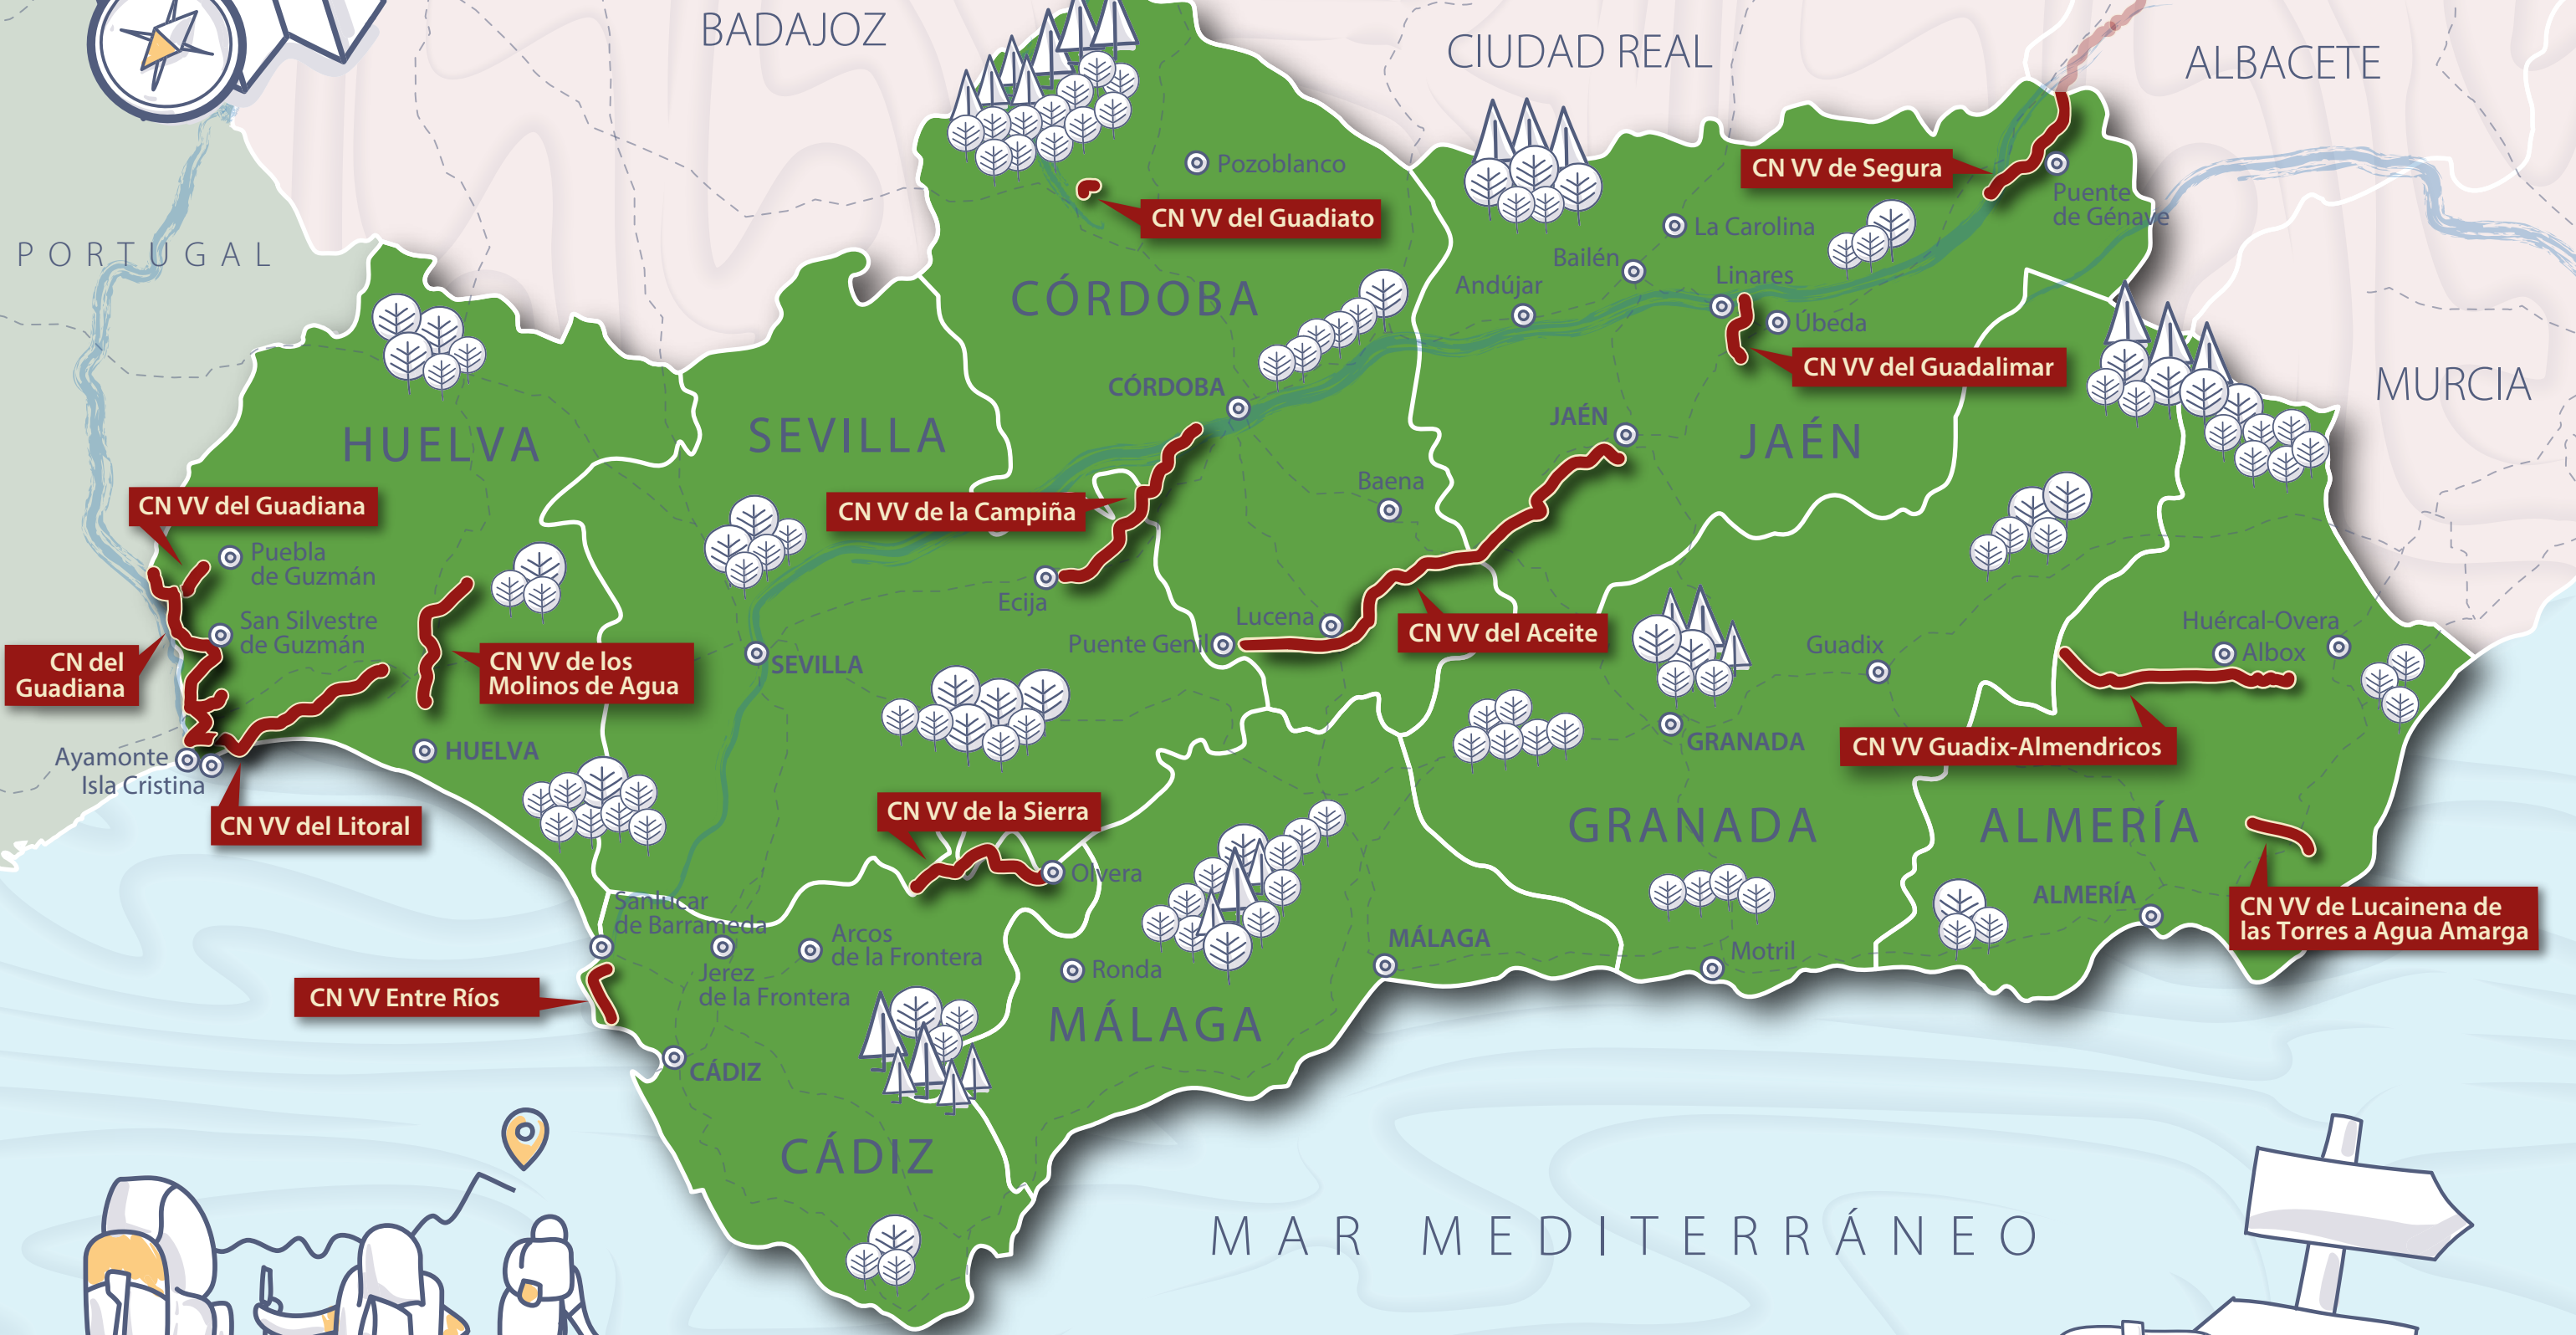 BADAJOZ
CIUDAD REAL
ALBACETE
PORTUGAL
MURCIA
Pozoblanco
CN VV del Guadiato
CN VV de Segura
Puente
de Génave
La Carolina
Bailén
Linares
Andújar
Úbeda
CN VV del Guadalimar
CÓRDOBA
CÓRDOBA
HUELVA
SEVILLA
JAÉN
JAÉN
Baena
CN VV del Guadiana
CN VV de la Campiña
Puebla
de Guzmán
San Silvestre
de Guzmán
CN del
Guadiana
CN VV de los
Molinos de Agua
Ecija
Lucena
Puente Genil
CN VV del Aceite
SEVILLA
Guadix
Huércal-Overa
Albox
HUELVA
GRANADA
CN VV Guadix-Almendricos
Ayamonte
Isla Cristina
CN VV del Litoral
CN VV de la Sierra
GRANADA
ALMERÍA
Olvera
Sanlúcar
de Barrameda
ALMERÍA
CN VV de Lucainena de
las Torres a Agua Amarga
Arcos
de la Frontera
Jerez
de la Frontera
Ronda
MÁLAGA
Motril
CN VV Entre Ríos
MÁLAGA
CÁDIZ
CÁDIZ
MAR MEDITERRÁNEO